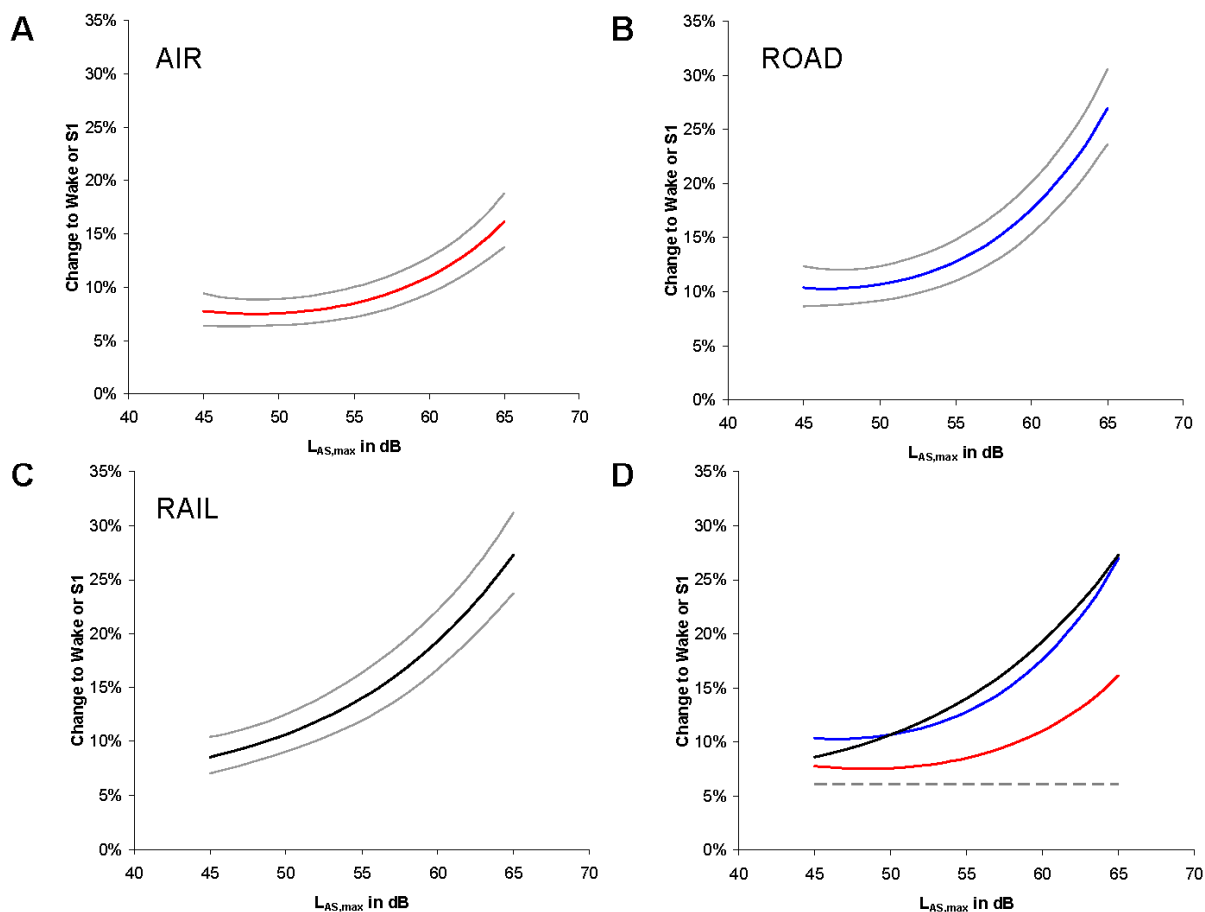 A
AIR
Change to Wake or S1
35%
30%
25%
20%
15%
10%
5%
0%
40 45 50 55 60 65 70
LAS,max in dB
B
ROAD
Change to Wake or S1
35%
30%
25%
20%
15%
10%
5%
0%
40 45 50 55 60 65 70
LAS,max in dB
C
RAIL
Change to Wake or S1
35%
30%
25%
20%
15%
10%
5%
0%
40 45 50 55 60 65 70
LAS,max in dB
D
Change to Wake or S1
35%
30%
25%
20%
15%
10%
5%
0%
40 45 50 55 60 65 70
LAS,max in dB